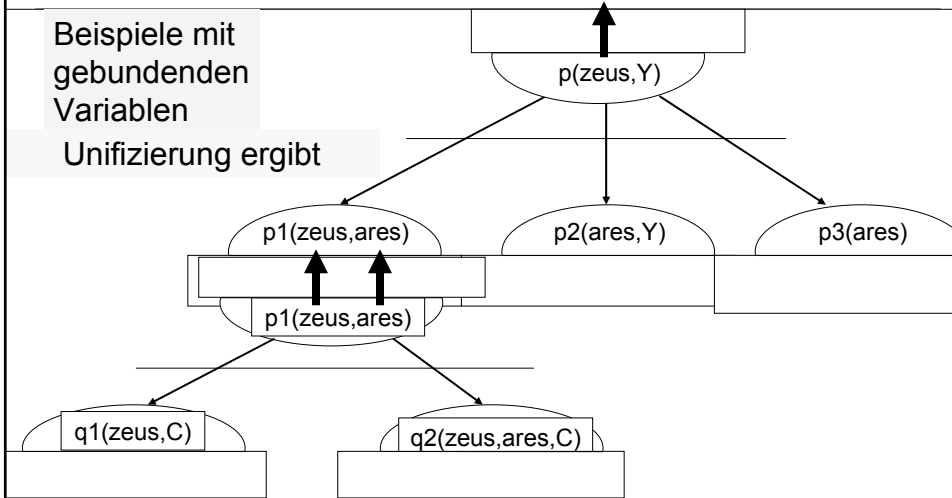 Beispiele mit
gebundenden
Variablen
Unifizierung ergibt
p(zeus,Y)
p1(zeus,ares)
p2(ares,Y)
p3(ares)
p1(zeus,ares)
q1(zeus,C)
q2(zeus,ares,C)